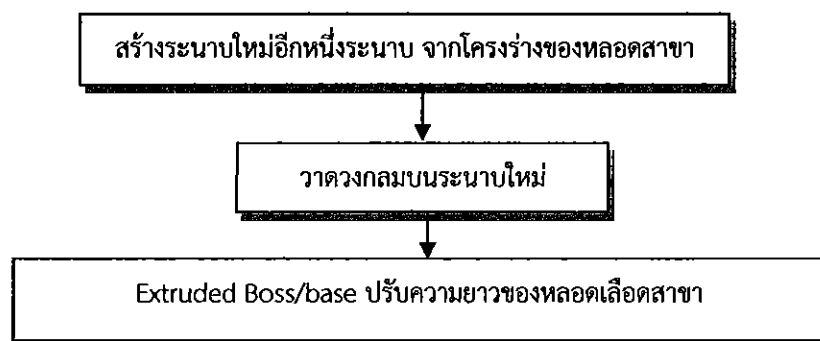 สร้างระนาบใหม่อีกหนึ่งระนาบ จากโครงร่างของหลอดสาขา
วาดวงกลมบนระนาบใหม่
Extruded Boss/base ปรับความยาวของหลอดเลือดสาขา